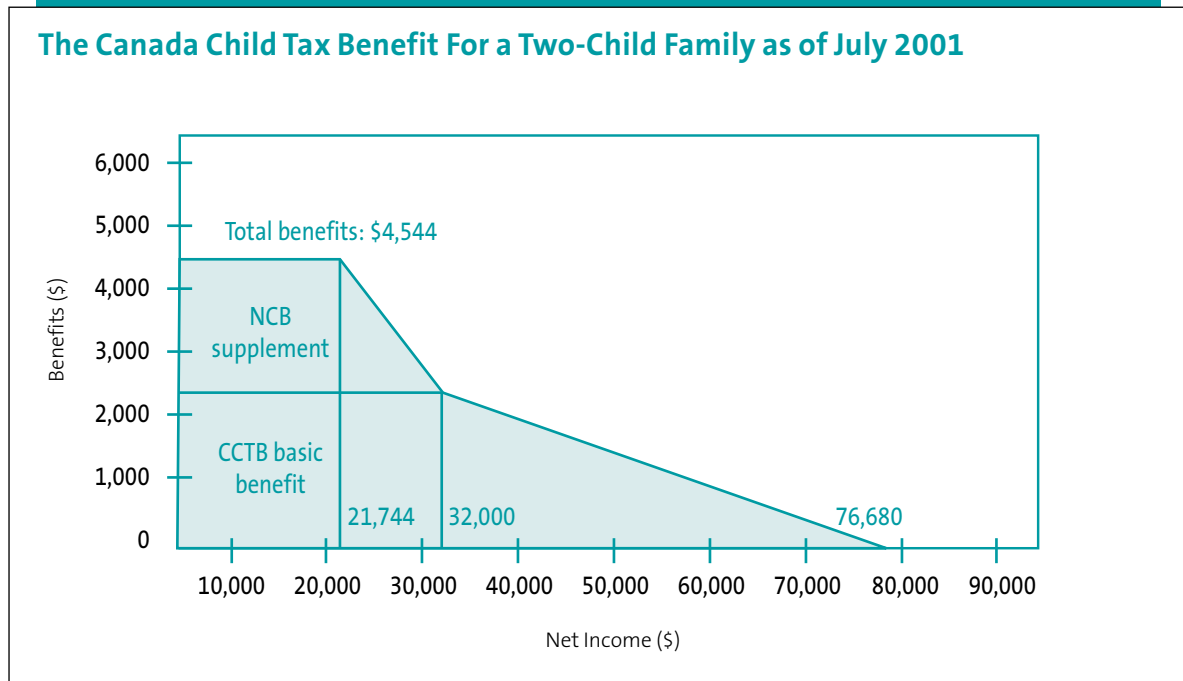 The Canada Child Tax Benefit For a Two-Child Family as of July 2001
6,000
5,000
Total benefits: $4,544
4,000
NCB
supplement
3,000
Benefits ($)
2,000
CCTB basic
benefit
1,000
21,744
32,000
76,680
0
10,000 20,000 30,000 40,000 50,000 60,000 70,000 80,000 90,000
Net Income ($)